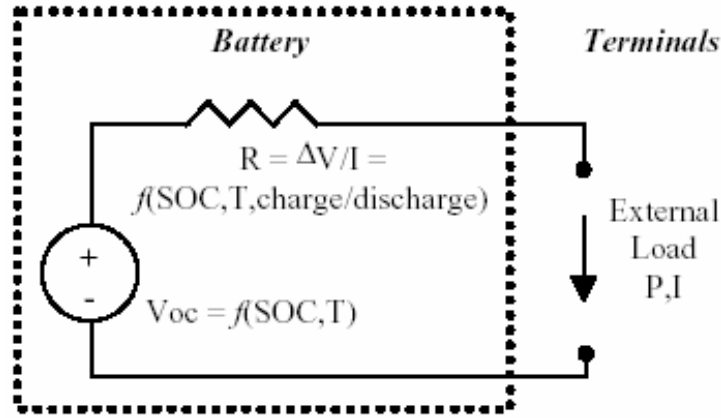 Battery
Terminals
R = ΔV/I =
f(SOC,T,charge/discharge)
External
Load
P,I
+
-
Voc = f(SOC,T)